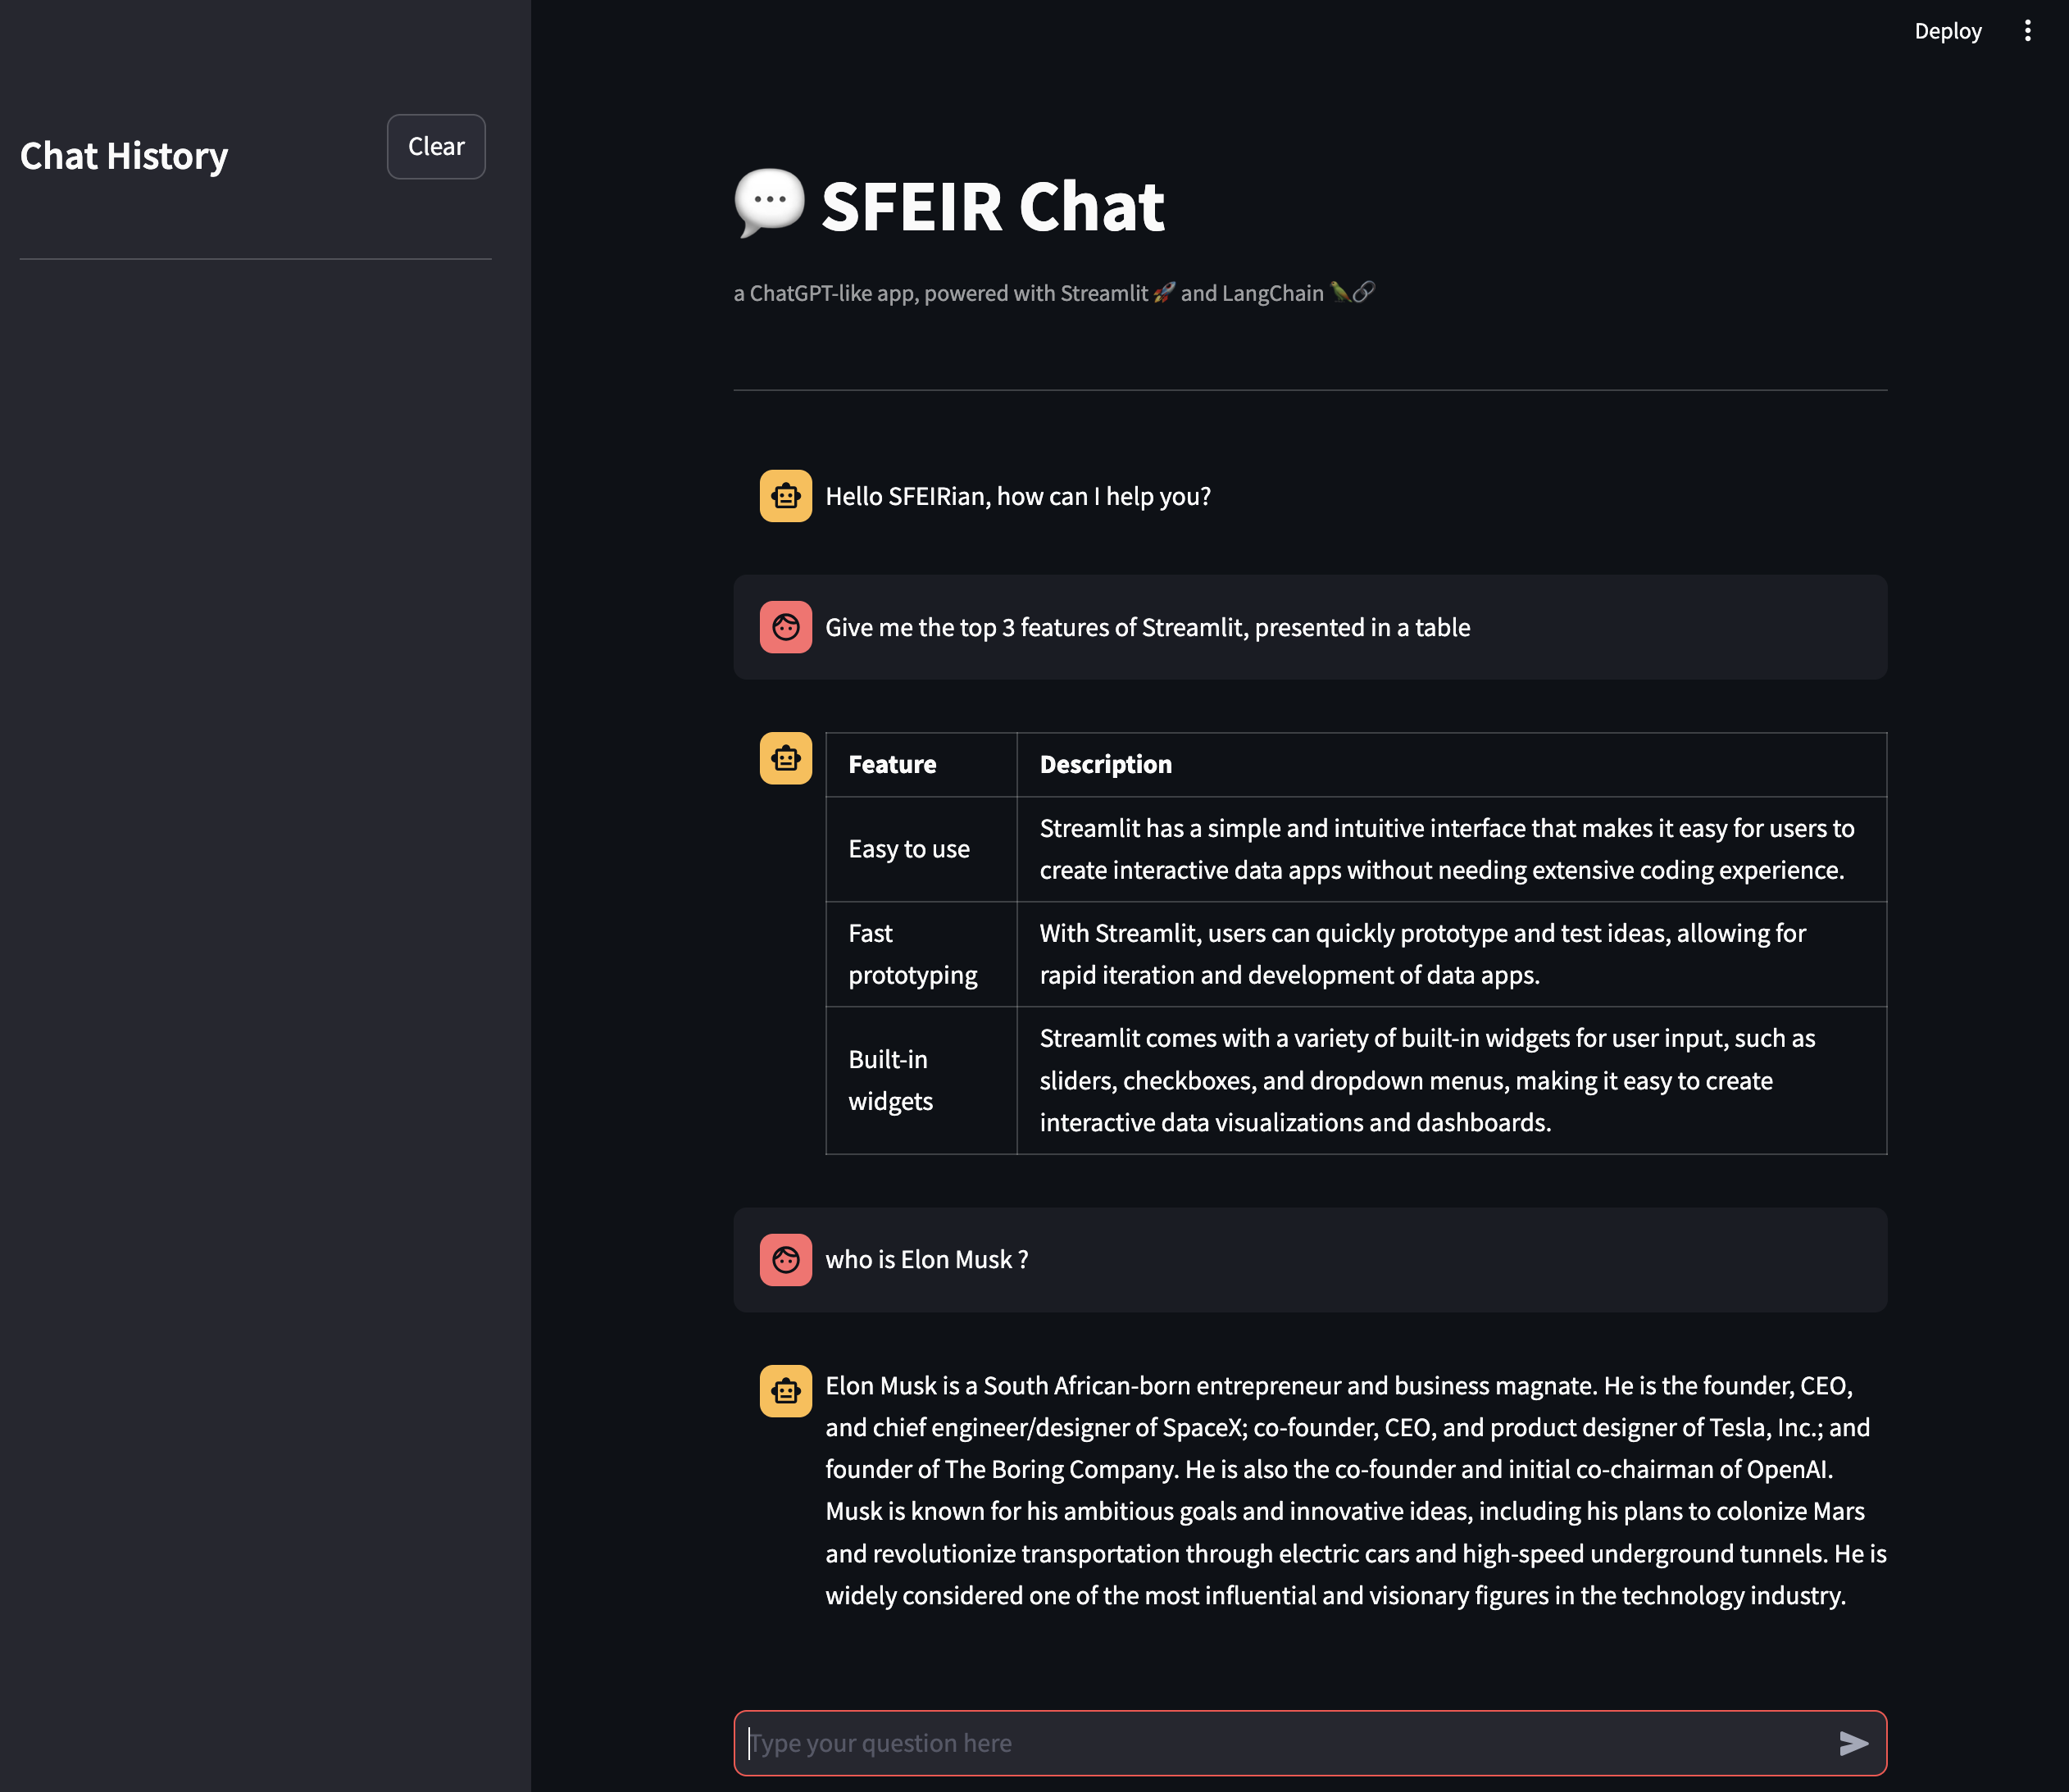 Deploy
Chat History
Clear
SFEIR Chat
a ChatGPT-like app, powered with Streamlit 🚀 and LangChain 🦜🔗
Hello SFEIRian, how can I help you?
Give me the top 3 features of Streamlit, presented in a table
Feature
Description
Easy to use
Streamlit has a simple and intuitive interface that makes it easy for users to
create interactive data apps without needing extensive coding experience.
Fast
prototyping
With Streamlit, users can quickly prototype and test ideas, allowing for
rapid iteration and development of data apps.
Built-in
widgets
Streamlit comes with a variety of built-in widgets for user input, such as
sliders, checkboxes, and dropdown menus, making it easy to create
interactive data visualizations and dashboards.
who is Elon Musk ?
Elon Musk is a South African-born entrepreneur and business magnate. He is the founder, CEO,
and chief engineer/designer of SpaceX; co-founder, CEO, and product designer of Tesla, Inc.; and
founder of The Boring Company. He is also the co-founder and initial co-chairman of OpenAI.
Musk is known for his ambitious goals and innovative ideas, including his plans to colonize Mars
and revolutionize transportation through electric cars and high-speed underground tunnels. He is
widely considered one of the most influential and visionary figures in the technology industry.
Type your question here